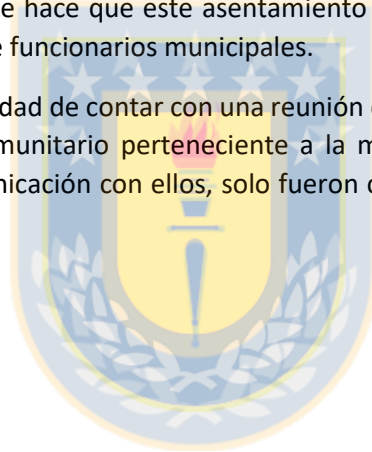 hace que este asentamiento
funcionarios municipales.
dad de contar con una reunión
munitario perteneciente a la m
nicación con ellos, solo fueron